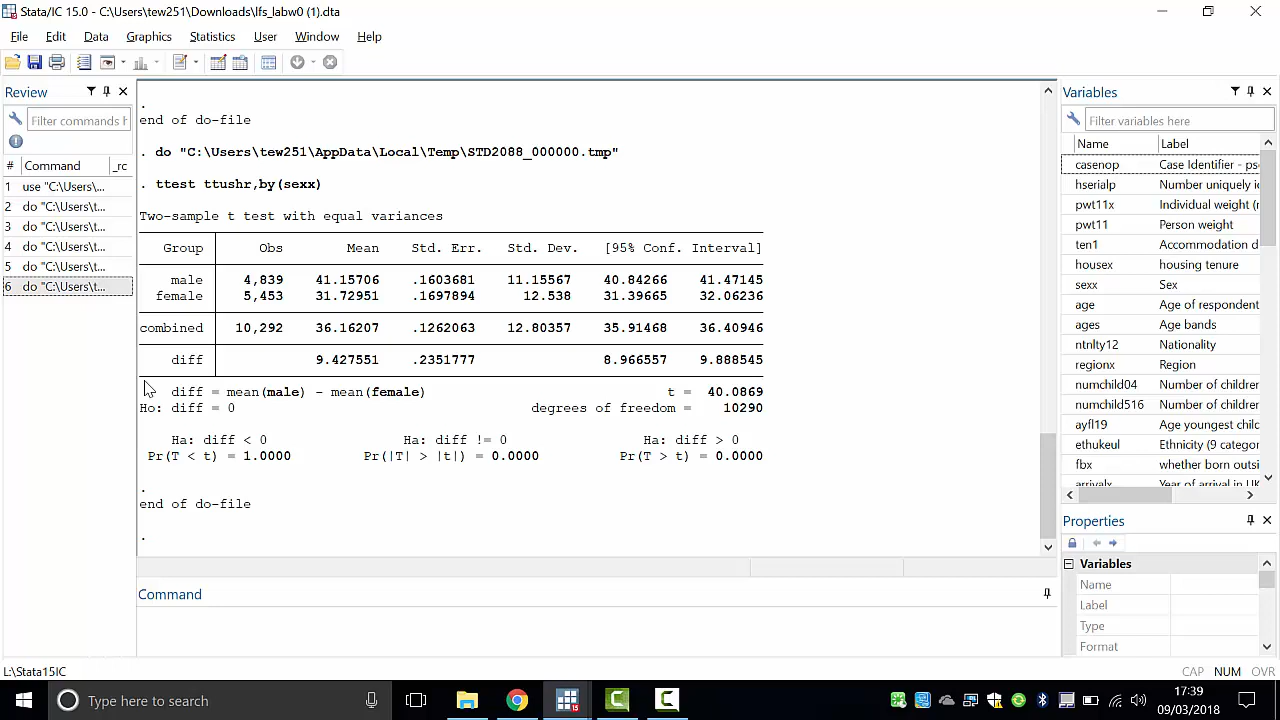 Stata/IC 15.0 - C:\Users\tew251\Downloads\lfs_labw0 (1).dta
File Edit Data Graphics Statistics User Window Help
Review
Filter commands h
# Command _rc
1 use "C:\Users\...
2 do "C:\Users\t...
3 do "C:\Users\t...
4 do "C:\Users\t...
5 do "C:\Users\t...
6 do "C:\Users\t...
.
end of do-file
. do "C:\Users\tew251\AppData\Local\Temp\STD2088_000000.tmp"
. ttest ttushr,by(sexx)
Two-sample t test with equal variances
Group Obs Mean Std. Err. Std. Dev. [95% Conf. Interval]
male 4,839 41.15706 .1603681 11.15567 40.84266 41.47145
female 5,453 31.72951 .1697894 12.538 31.39665 32.06236
combined 10,292 36.16207 .1262063 12.80357 35.91468 36.40946
diff 9.427551 .2351777 8.966557 9.888545
diff = mean(male) - mean(female) t = 40.0869
Ho: diff = 0 degrees of freedom = 10290
Ha: diff < 0 Ha: diff != 0 Ha: diff > 0
Pr(T < t) = 1.0000 Pr(|T| > |t|) = 0.0000 Pr(T > t) = 0.0000
.
end of do-file
.
Command
Variables
Filter variables here
Name Label
casenop Case Identifier - pse
hserialp Number uniquely i
pwt11x Individual weight (r
pwt11 Person weight
ten1 Accommodation d
housex housing tenure
sexx Sex
age Age of respondent
ages Age bands
ntnlty12 Nationality
regionx Region
numchild04 Number of children
numchild516 Number of children
ayfl19 Age youngest child
ethukeul Ethnicity (9 categor
fbx whether born outsi
arrivalx Year of arrival in UK
Properties
Variables
Name
Label
Type
Format
L:\Stata15IC
CAP NUM OVR
Type here to search
17:39
09/03/2018